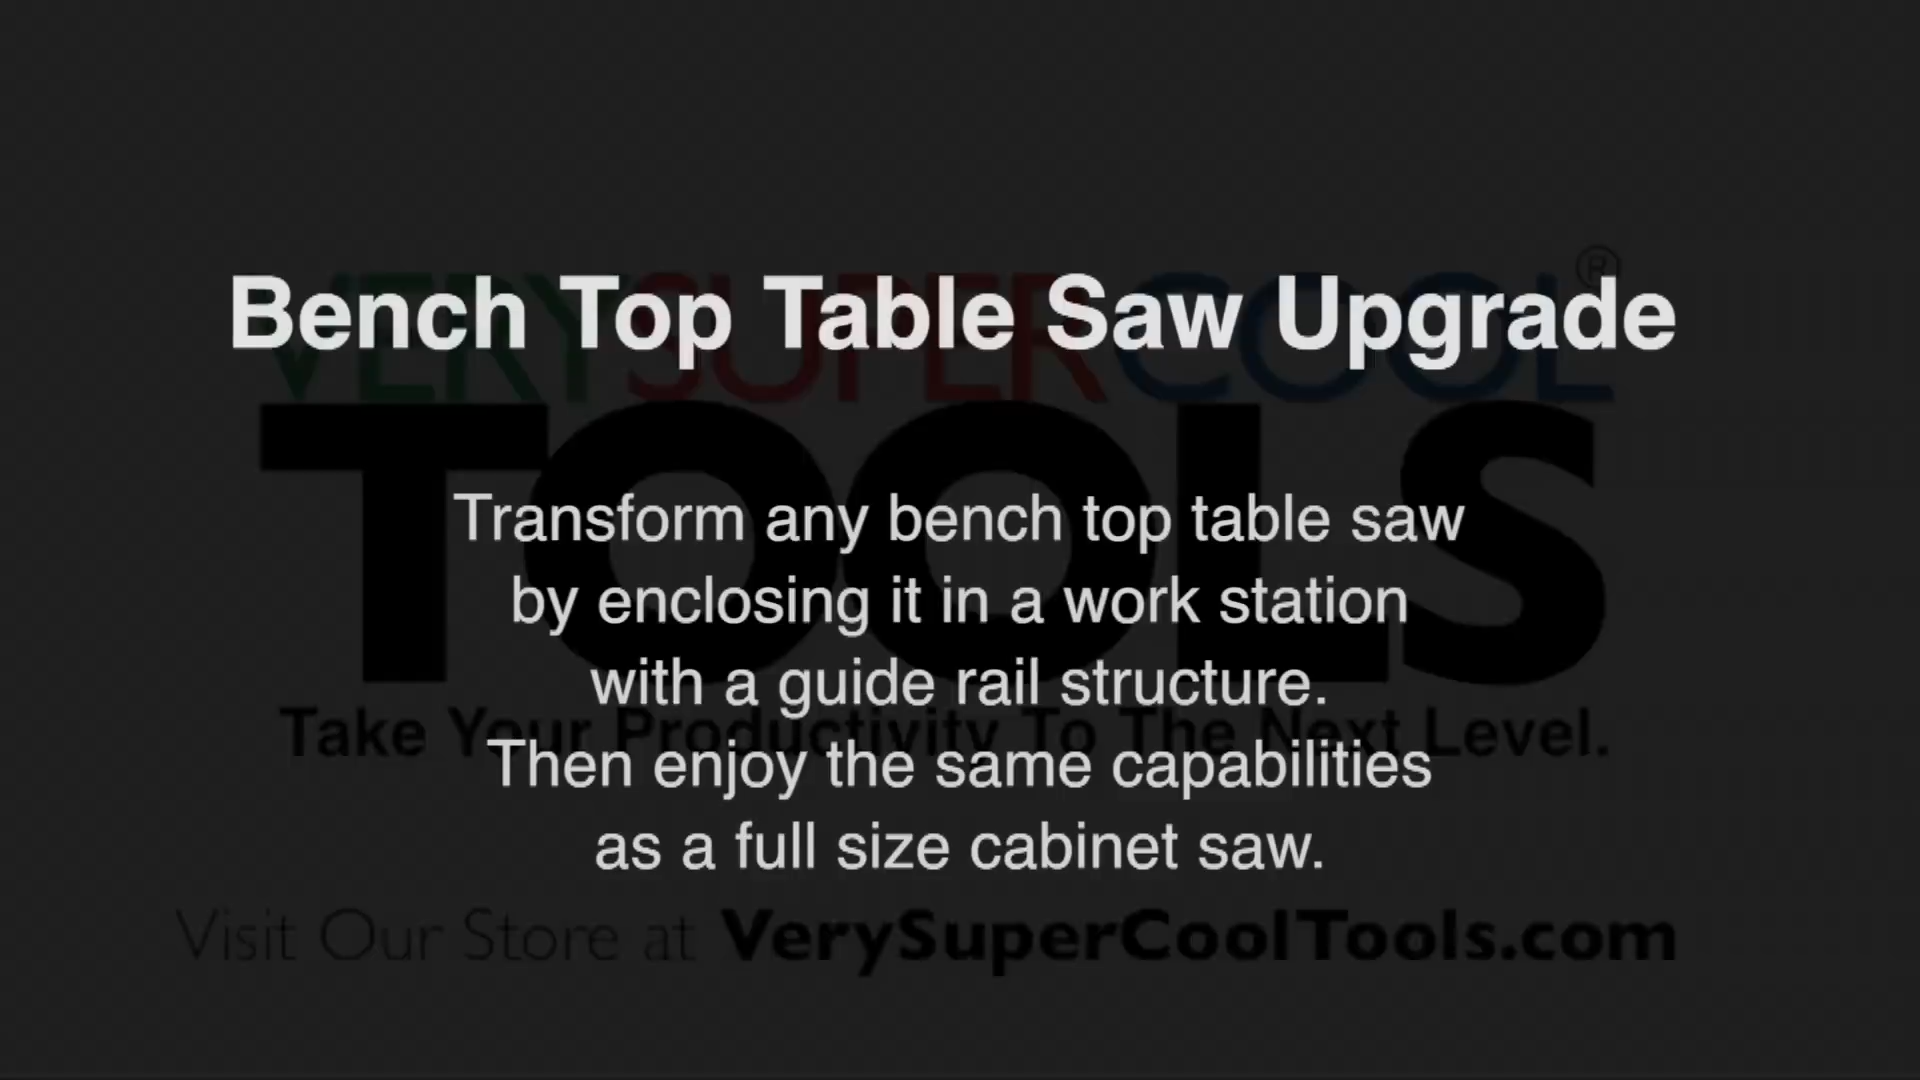 VERYSUPERCOOL®
Bench Top Table Saw Upgrade
TOOLS
Transform any bench top table saw
by enclosing it in a work station
with a guide rail structure.
Take Your Productivity To The Next Level.
Then enjoy the same capabilities
as a full size cabinet saw.
Visit Our Store at VerySuperCoolTools.com